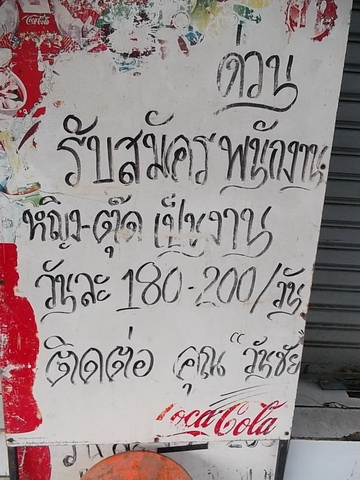 Coca-Cola
ด่วน
รับสมัครพนักงาน
หญิง-ตุ๊ด เป็นงาน
วันละ 180-200/วัน
ติดต่อ คุณ "วันชัย"
Coca-Cola